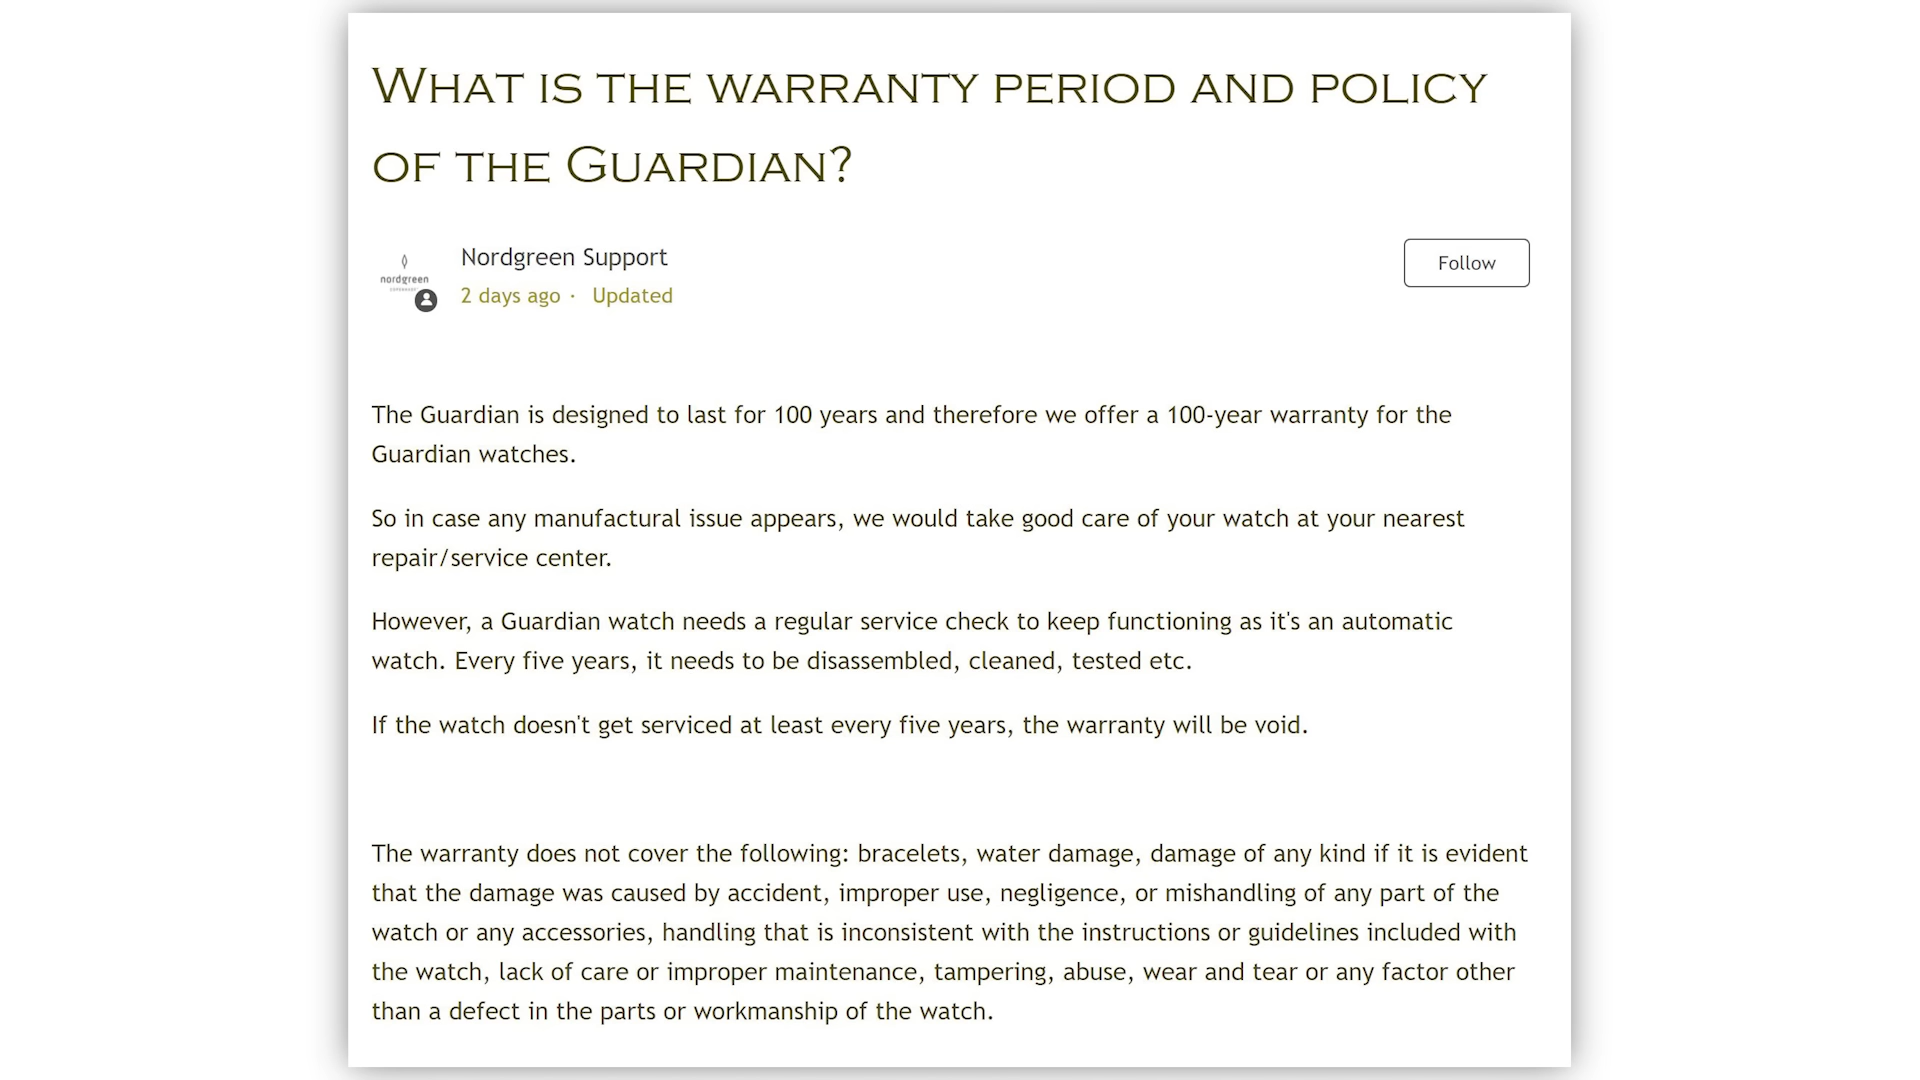 What is the warranty period and policy
of the Guardian?
nordgreen
Nordgreen Support
2 days ago · Updated
Follow
The Guardian is designed to last for 100 years and therefore we offer a 100-year warranty for the
Guardian watches.
So in case any manufactural issue appears, we would take good care of your watch at your nearest
repair/service center.
However, a Guardian watch needs a regular service check to keep functioning as it's an automatic
watch. Every five years, it needs to be disassembled, cleaned, tested etc.
If the watch doesn't get serviced at least every five years, the warranty will be void.
The warranty does not cover the following: bracelets, water damage, damage of any kind if it is evident
that the damage was caused by accident, improper use, negligence, or mishandling of any part of the
watch or any accessories, handling that is inconsistent with the instructions or guidelines included with
the watch, lack of care or improper maintenance, tampering, abuse, wear and tear or any factor other
than a defect in the parts or workmanship of the watch.